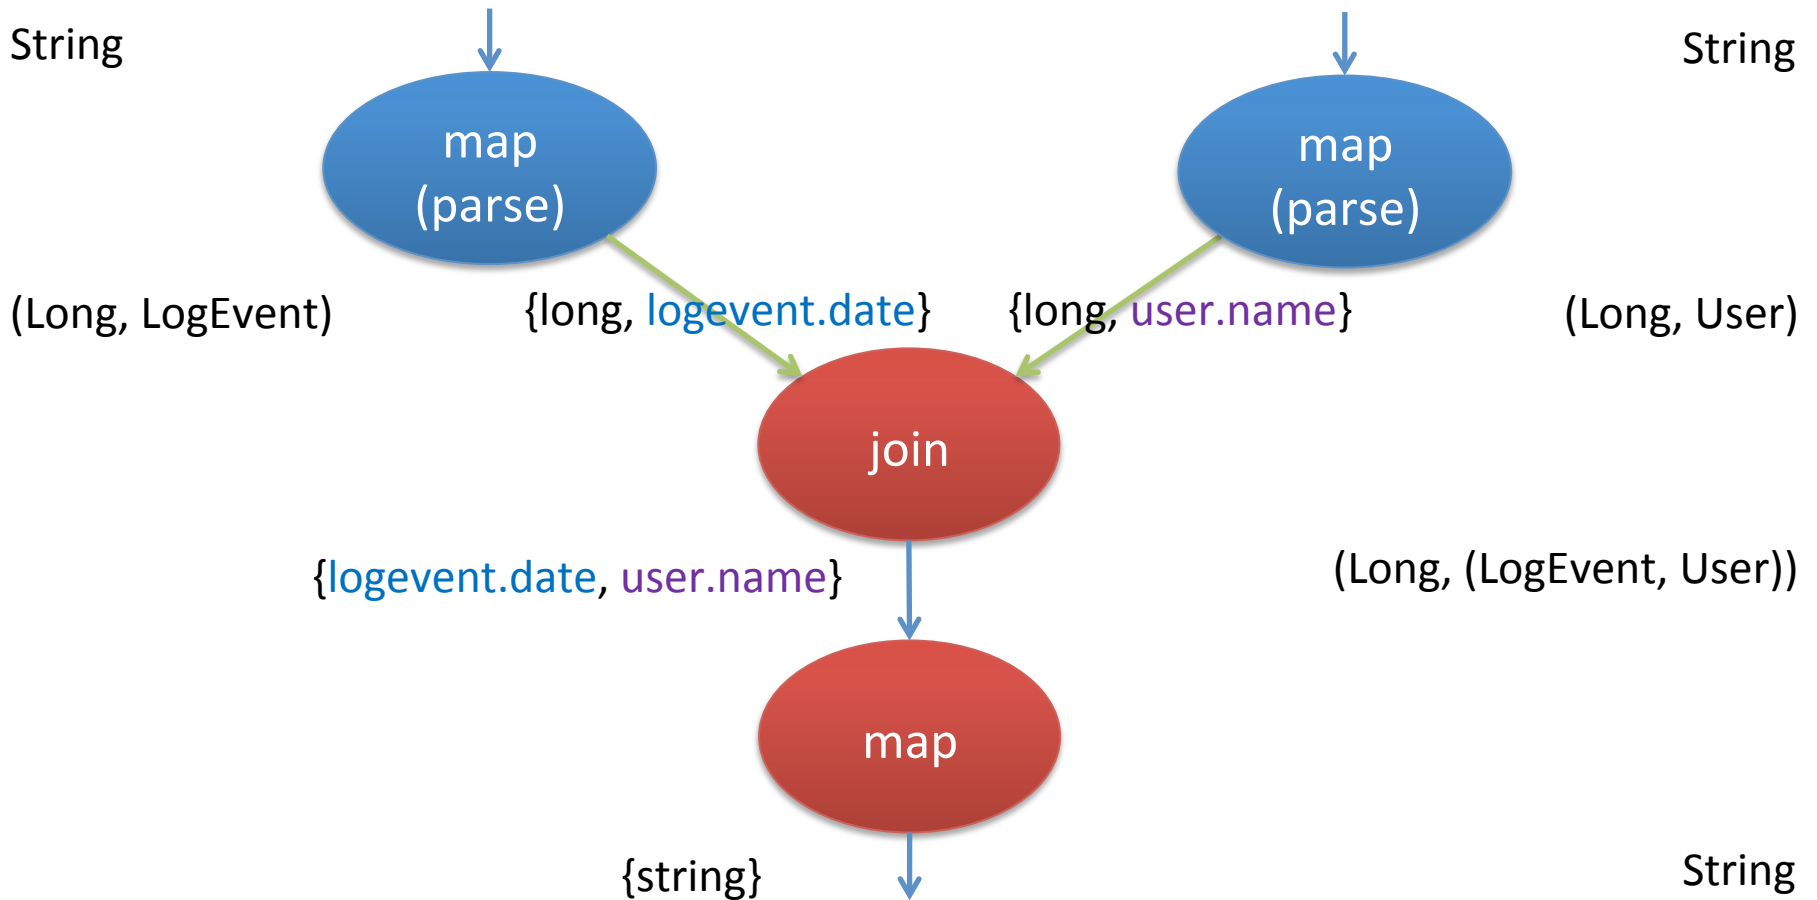 String
String
map
(parse)
map
(parse)
(Long, LogEvent)
{long, logevent.date}
{long, user.name}
(Long, User)
join
{logevent.date, user.name}
(Long, (LogEvent, User))
map
{string}
String